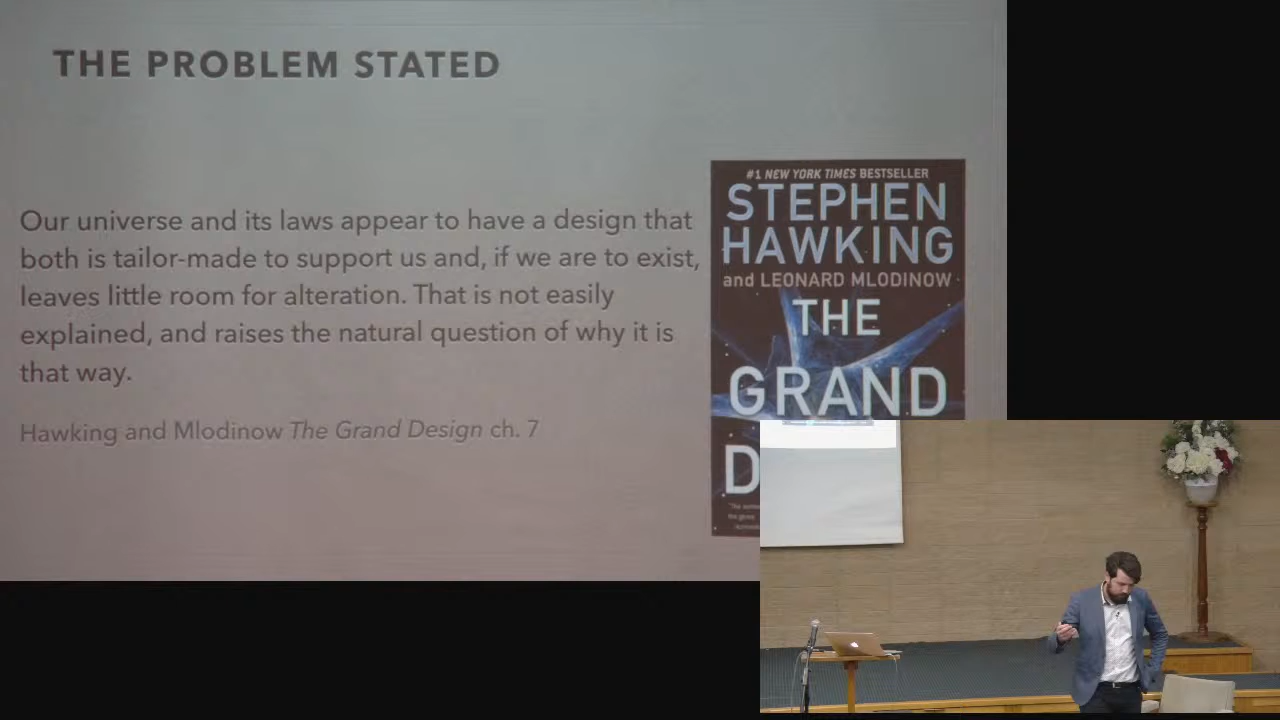 THE PROBLEM STATED
Our universe and its laws appear to have a design that
both is tailor-made to support us and, if we are to exist,
leaves little room for alteration. That is not easily
explained, and raises the natural question of why it is
that way.
Hawking and Mlodinow The Grand Design ch. 7
#1 NEW YORK TIMES BESTSELLER
STEPHEN
HAWKING
and LEONARD MLODINOW
THE
GRAND
D